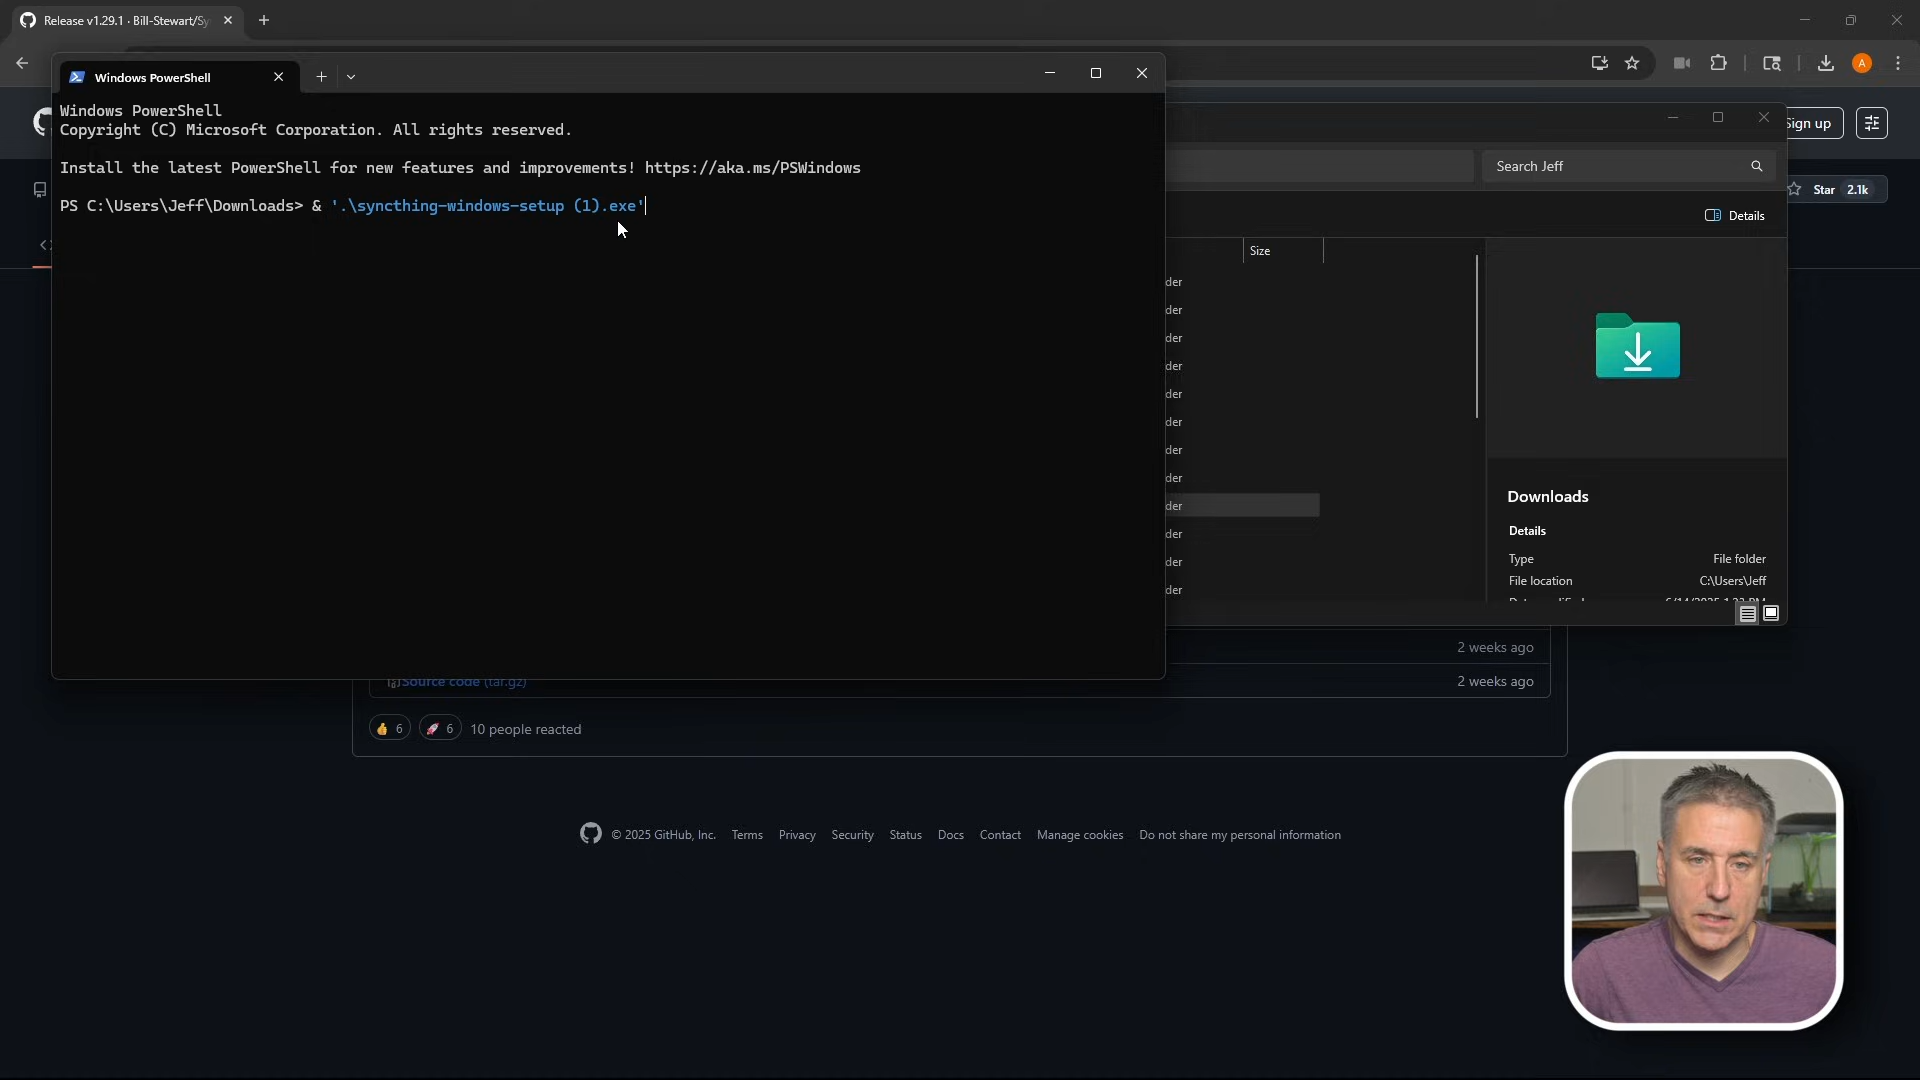 Release v1.29.1 · Bill-Stewart/Sy
A
Windows PowerShell
Windows PowerShell
Copyright (C) Microsoft Corporation. All rights reserved.
Install the latest PowerShell for new features and improvements! https://aka.ms/PSWindows
PS C:\Users\Jeff\Downloads> & '.\syncthing-windows-setup (1).exe'
Sign up
Search Jeff
Star 2.1k
Details
Size
der
der
der
der
der
der
der
der
der
der
der
der
Downloads
Details
Type File folder
File location C:\Users\Jeff
2 weeks ago
Source code (tar.gz) 2 weeks ago
6 6 10 people reacted
© 2025 GitHub, Inc. Terms Privacy Security Status Docs Contact Manage cookies Do not share my personal information